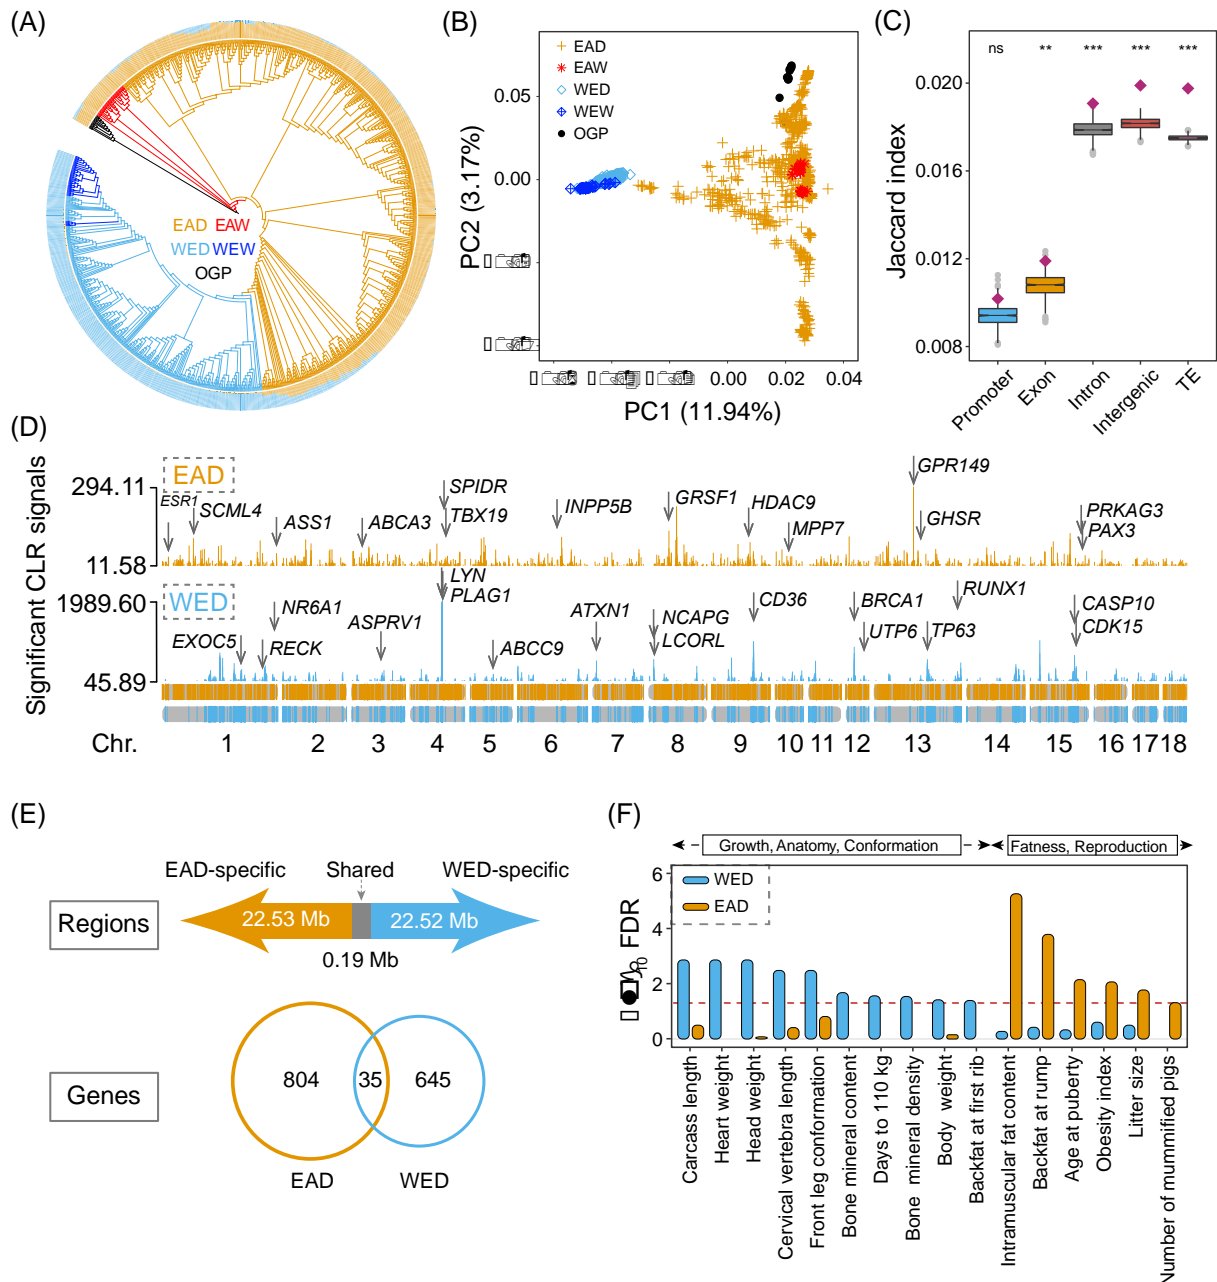 (A)
EAD EAW
WED WEW
OGP
(B)
EAD
EAW
WED
WEW
OGP
PC2 (3.17%)
0.05
0.00
0.00 0.02 0.04
PC1 (11.94%)
(C)
ns ** *** *** ***
Jaccard index
0.020
0.016
0.012
0.008
Promoter
Exon
Intron
Intergenic
TE
(D)
Significant CLR signals
EAD
294.11
11.58
ESR1
SCML4
ASS1
ABCA3
SPIDR
TBX19
INPP5B
GRSF1
HDAC9
MPP7
GPR149
GHSR
PRKAG3
PAX3
WED
1989.60
45.89
EXOC5
NR6A1
RECK
ASPRV1
LYN
PLAG1
ABCC9
ATXN1
NCAPG
LCORL
CD36
BRCA1
UTP6
TP63
RUNX1
CASP10
CDK15
Chr. 1 2 3 4 5 6 7 8 9 10 11 12 13 14 15 16 17 18
(E)
EAD-specific Shared WED-specific
Regions
22.53 Mb 22.52 Mb
0.19 Mb
Genes
804 35 645
EAD WED
(F)
Growth, Anatomy, Conformation
Fatness, Reproduction
WED
EAD
FDR
6
4
2
0
Carcass length
Heart weight
Head weight
Cervical vertebra length
Front leg conformation
Bone mineral content
Days to 110 kg
Bone mineral density
Body weight
Backfat at first rib
Intramuscular fat content
Backfat at rump
Age at puberty
Obesity index
Litter size
Number of mummified pigs